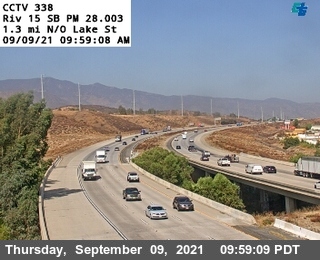 CCTV 338
Riv 15 SB PM 28.003
1.3 mi N/O Lake St
09/09/21 09:59:08 AM
Thursday, September 09, 2021 09:59:09 PDT